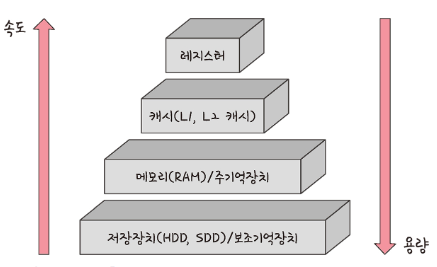 속도
레지스터
캐시(L1, L2 캐시)
메모리(RAM)/주기억장치
저장장치(HDD, SDD)/보조기억장치
용량